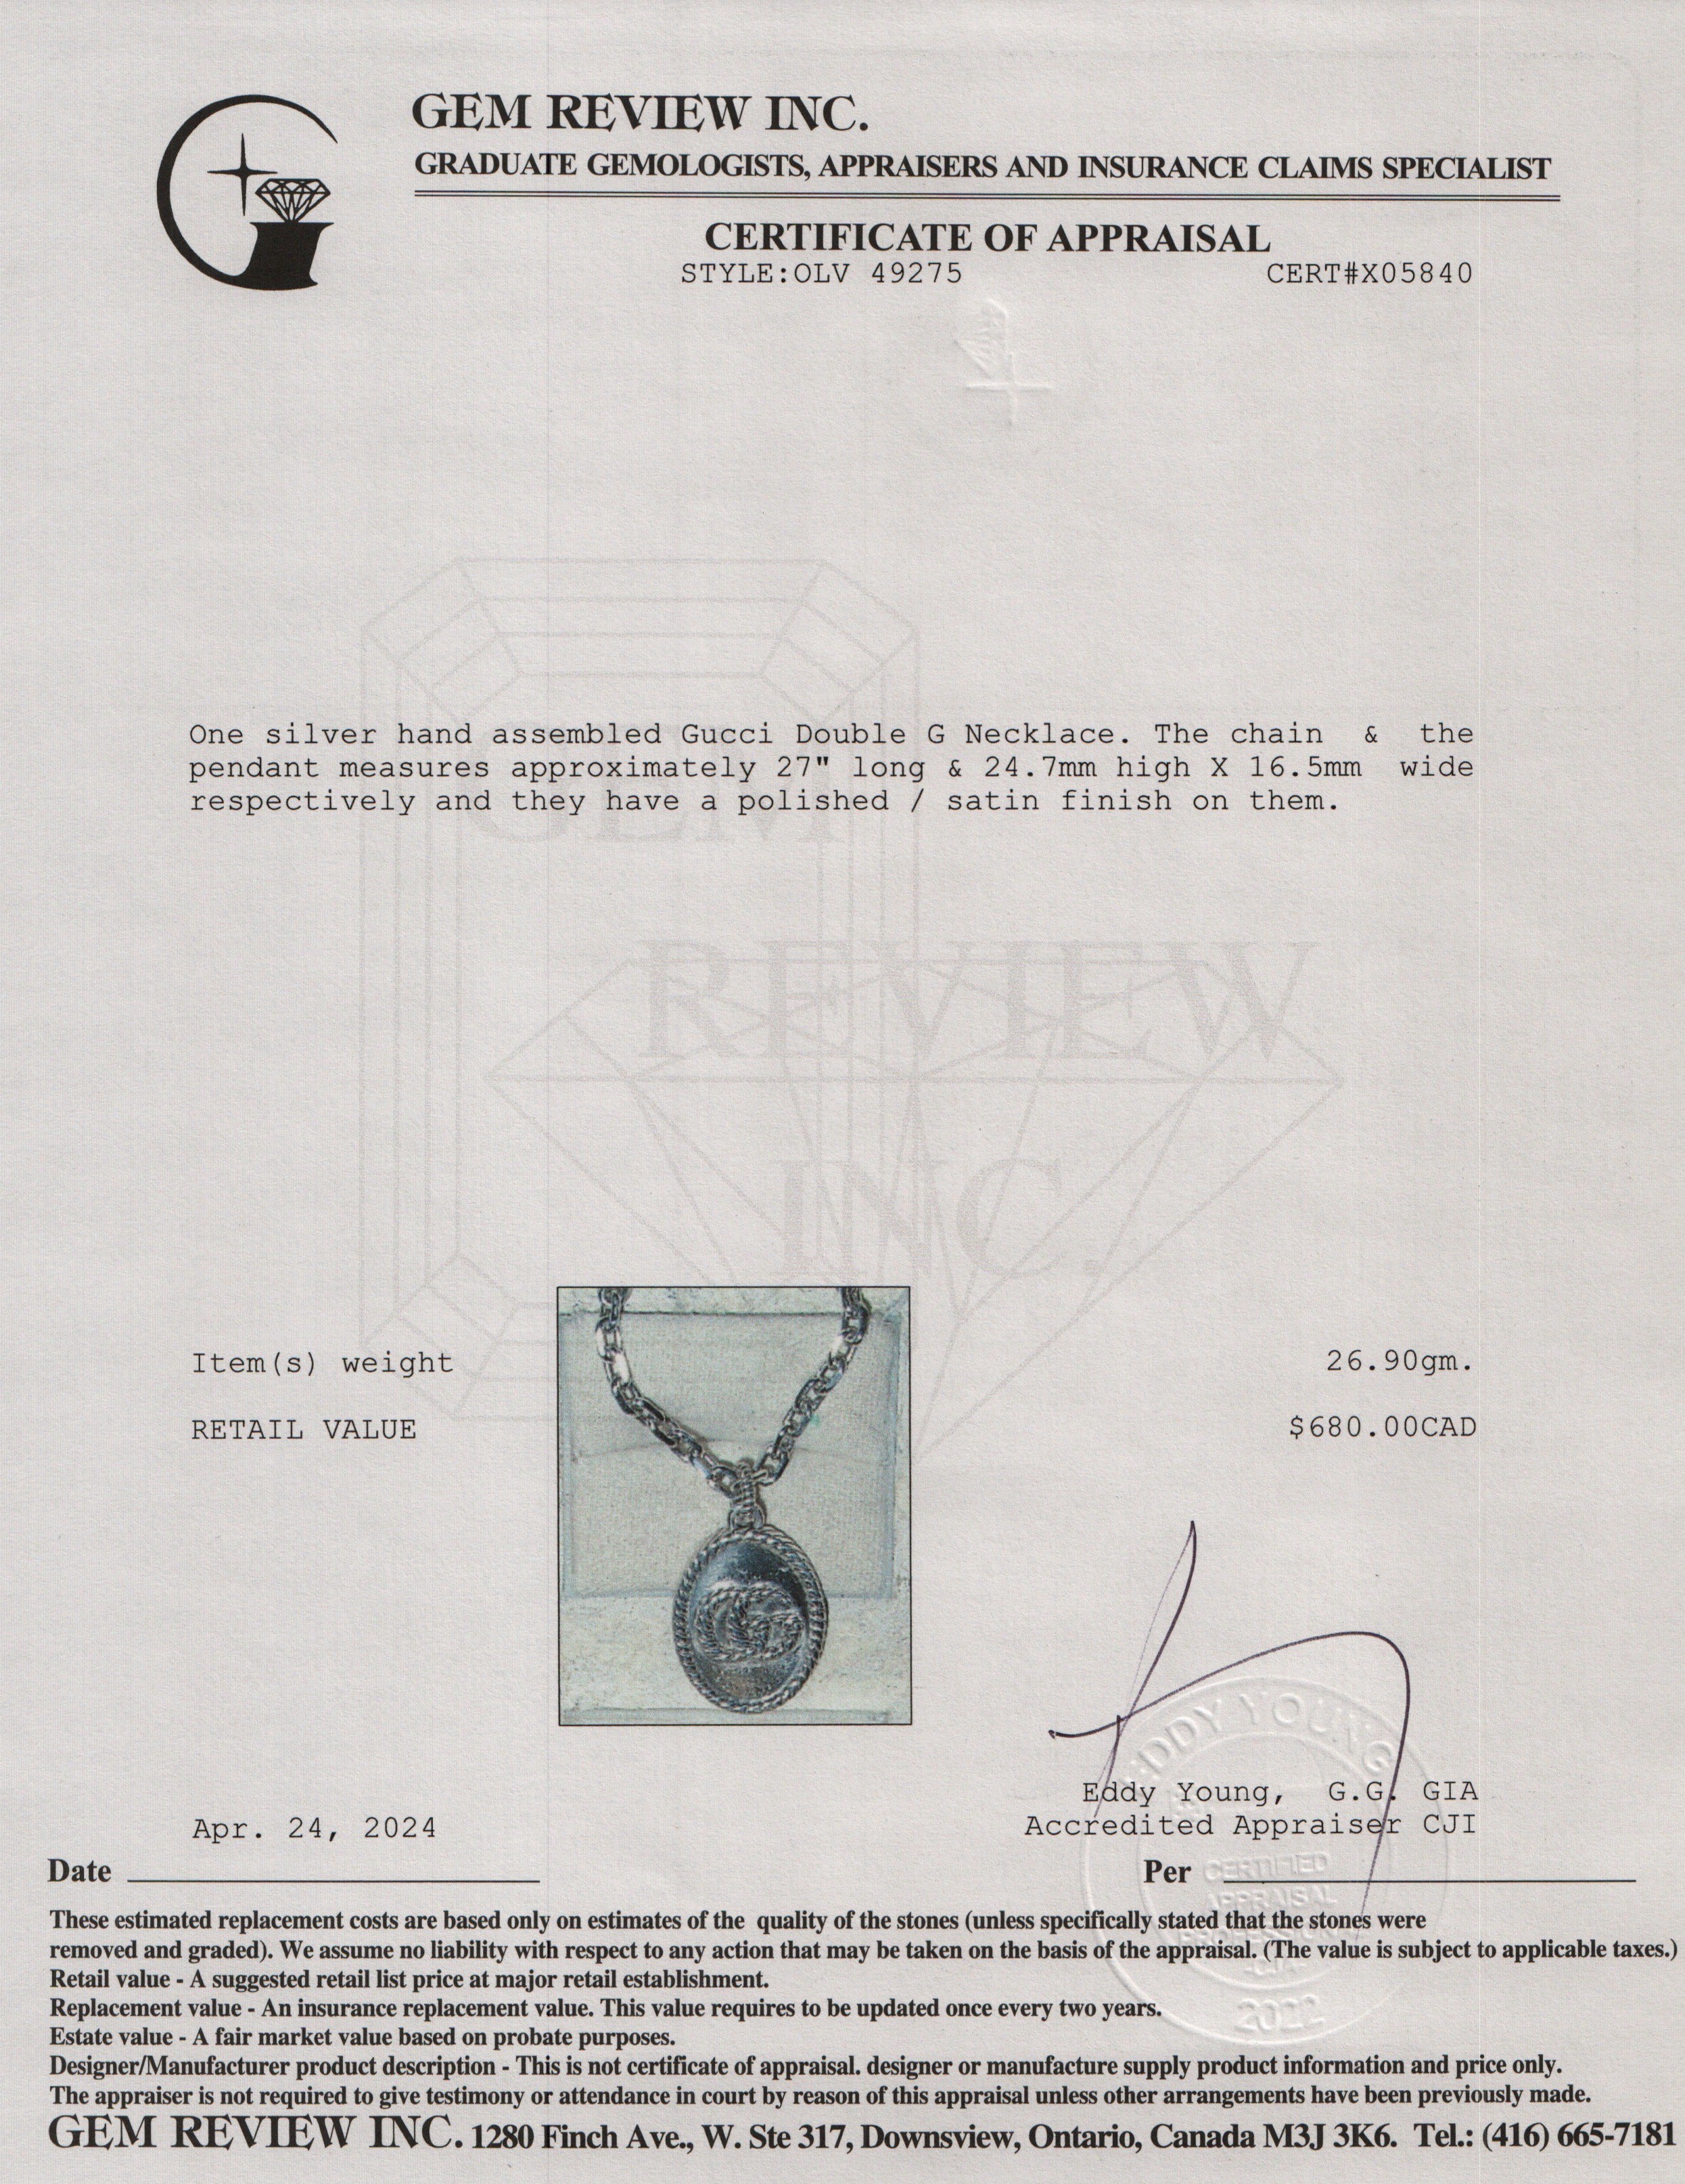 GEM REVIEW INC.
GRADUATE GEMOLOGISTS, APPRAISERS AND INSURANCE CLAIMS SPECIALIST
CERTIFICATE OF APPRAISAL
STYLE:OLV 49275 CERT#X05840
One silver hand assembled Gucci Double G Necklace. The chain & the
pendant measures approximately 27" long & 24.7mm high X 16.5mm wide
respectively and they have a polished / satin finish on them.
GEM
REVIEW
INC.
Item(s) weight 26.90gm.
RETAIL VALUE $680.00CAD
GG
EDDY YOUNG
Eddy Young, G.G. GIA
Accredited Appraiser CJI
Apr. 24, 2024
Date
Per
CERTIFIED
APPRAISAL
2022
These estimated replacement costs are based only on estimates of the quality of the stones (unless specifically stated that the stones were
removed and graded). We assume no liability with respect to any action that may be taken on the basis of the appraisal. (The value is subject to applicable taxes.)
Retail value - A suggested retail list price at major retail establishment.
Replacement value - An insurance replacement value. This value requires to be updated once every two years.
Estate value - A fair market value based on probate purposes.
Designer/Manufacturer product description - This is not certificate of appraisal. designer or manufacture supply product information and price only.
The appraiser is not required to give testimony or attendance in court by reason of this appraisal unless other arrangements have been previously made.
GEM REVIEW INC. 1280 Finch Ave., W. Ste 317, Downsview, Ontario, Canada M3J 3K6. Tel.: (416) 665-7181